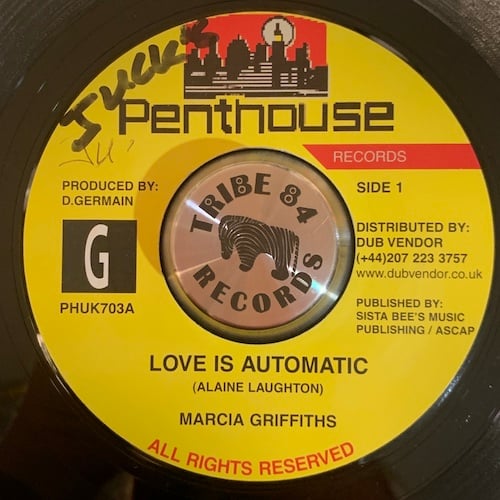 Penthouse
RECORDS
PRODUCED BY:
D.GERMAIN
SIDE 1
G
PHUK703A
TRIBE 84
RECORDS
DISTRIBUTED BY:
DUB VENDOR
(+44)207 223 3757
www.dubvendor.co.uk
PUBLISHED BY:
SISTA BEE'S MUSIC
PUBLISHING / ASCAP
LOVE IS AUTOMATIC
(ALAINE LAUGHTON)
MARCIA GRIFFITHS
ALL RIGHTS RESERVED